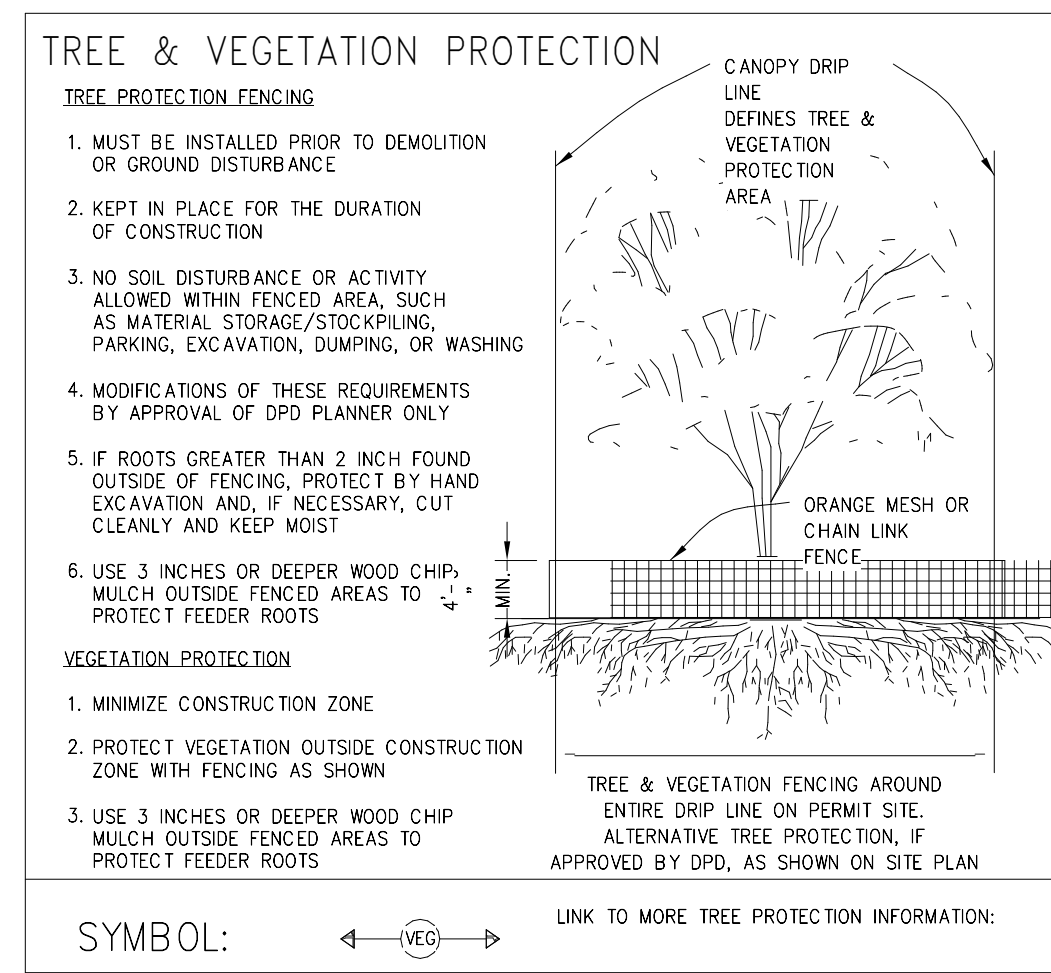 TREE & VEGETATION PROTECTION
TREE PROTECTION FENCING
1. MUST BE INSTALLED PRIOR TO DEMOLITION
OR GROUND DISTURBANCE
2. KEPT IN PLACE FOR THE DURATION
OF CONSTRUCTION
3. NO SOIL DISTURBANCE OR ACTIVITY
ALLOWED WITHIN FENCED AREA, SUCH
AS MATERIAL STORAGE/STOCKPILING,
PARKING, EXCAVATION, DUMPING, OR WASHING
4. MODIFICATIONS OF THESE REQUIREMENTS
BY APPROVAL OF DPD PLANNER ONLY
5. IF ROOTS GREATER THAN 2 INCH FOUND
OUTSIDE OF FENCING, PROTECT BY HAND
EXCAVATION AND, IF NECESSARY, CUT
CLEANLY AND KEEP MOIST
6. USE 3 INCHES OR DEEPER WOOD CHIP
MULCH OUTSIDE FENCED AREAS TO
PROTECT FEEDER ROOTS
VEGETATION PROTECTION
1. MINIMIZE CONSTRUCTION ZONE
2. PROTECT VEGETATION OUTSIDE CONSTRUCTION
ZONE WITH FENCING AS SHOWN
3. USE 3 INCHES OR DEEPER WOOD CHIP
MULCH OUTSIDE FENCED AREAS TO
PROTECT FEEDER ROOTS
CANOPY DRIP
LINE
DEFINES TREE &
VEGETATION
PROTECTION
AREA
ORANGE MESH OR
CHAIN LINK
FENCE
MIN.
TREE & VEGETATION FENCING AROUND
ENTIRE DRIP LINE ON PERMIT SITE.
ALTERNATIVE TREE PROTECTION, IF
APPROVED BY DPD, AS SHOWN ON SITE PLAN
SYMBOL:
VEG
LINK TO MORE TREE PROTECTION INFORMATION: